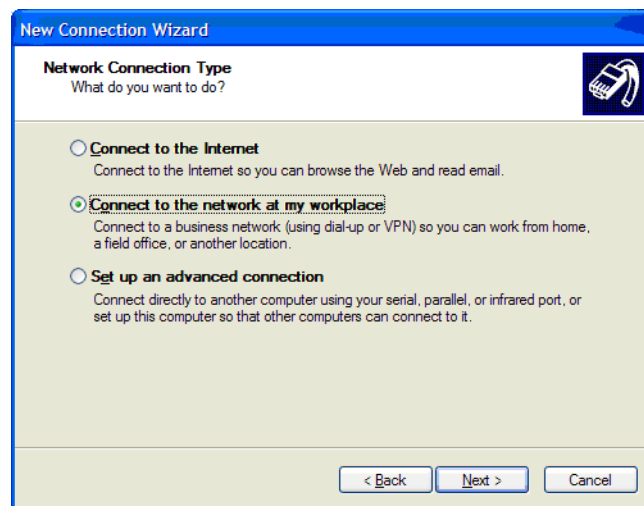 New Connection Wizard
Network Connection Type
What do you want to do?
Connect to the Internet
Connect to the Internet so you can browse the Web and read email.
Connect to the network at my workplace
Connect to a business network (using dial-up or VPN) so you can work from home,
a field office, or another location.
Set up an advanced connection
Connect directly to another computer using your serial, parallel, or infrared port, or
set up this computer so that other computers can connect to it.
< Back
Next >
Cancel